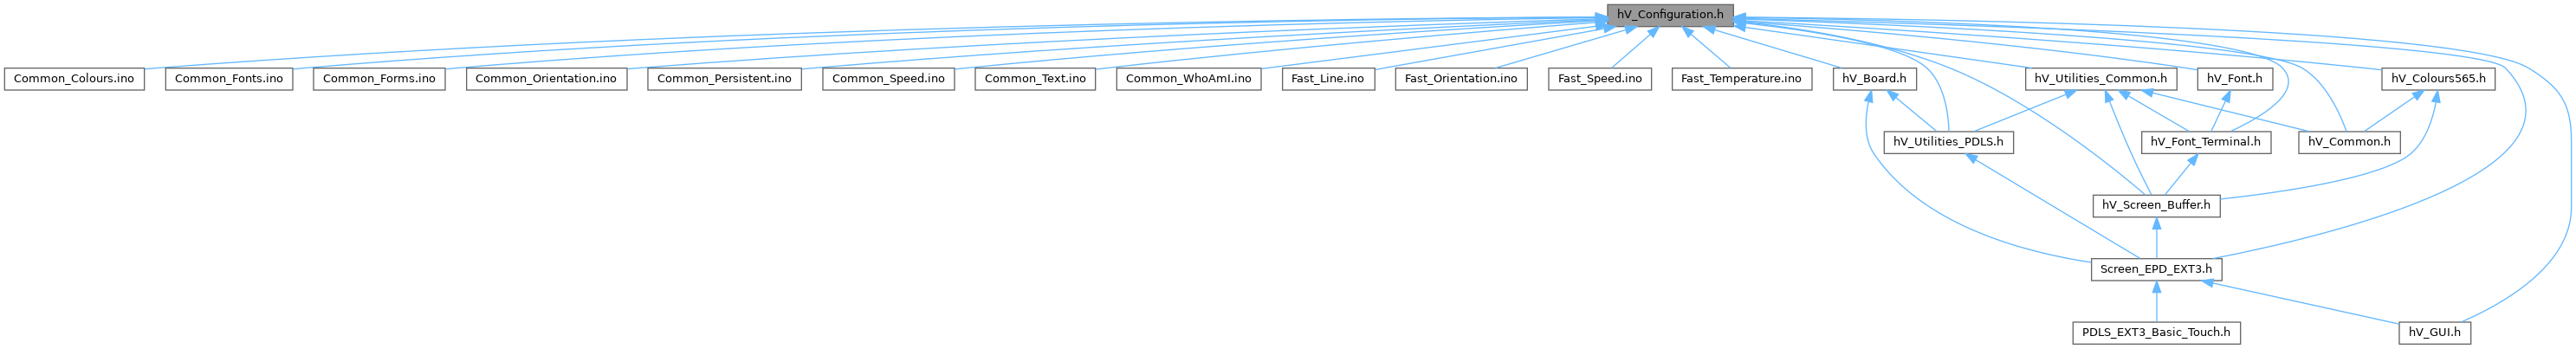 hV_Configuration.h
Common_Colours.ino
Common_Fonts.ino
Common_Forms.ino
Common_Orientation.ino
Common_Persistent.ino
Common_Speed.ino
Common_Text.ino
Common_WhoAmI.ino
Fast_Line.ino
Fast_Orientation.ino
Fast_Speed.ino
Fast_Temperature.ino
hV_Board.h
hV_Utilities_Common.h
hV_Font.h
hV_Colours565.h
hV_Utilities_PDLS.h
hV_Font_Terminal.h
hV_Common.h
hV_Screen_Buffer.h
Screen_EPD_EXT3.h
PDLS_EXT3_Basic_Touch.h
hV_GUI.h